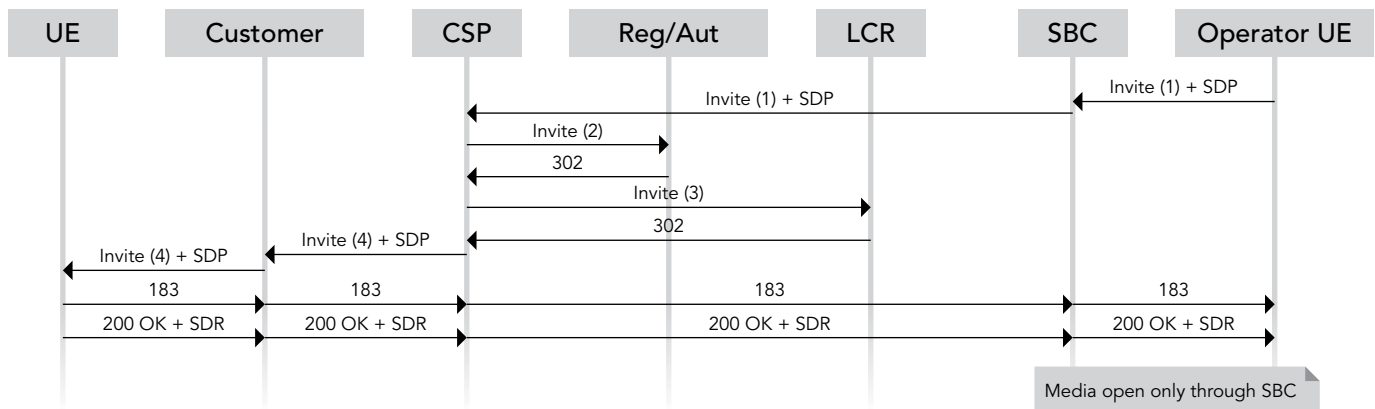 UE
Customer
CSP
Reg/Aut
LCR
SBC
Operator UE
Invite (1) + SDP
Invite (1) + SDP
Invite (2)
302
Invite (3)
302
Invite (4) + SDP
Invite (4) + SDP
183
183
183
183
200 OK + SDR
200 OK + SDR
200 OK + SDR
200 OK + SDR
Media open only through SBC